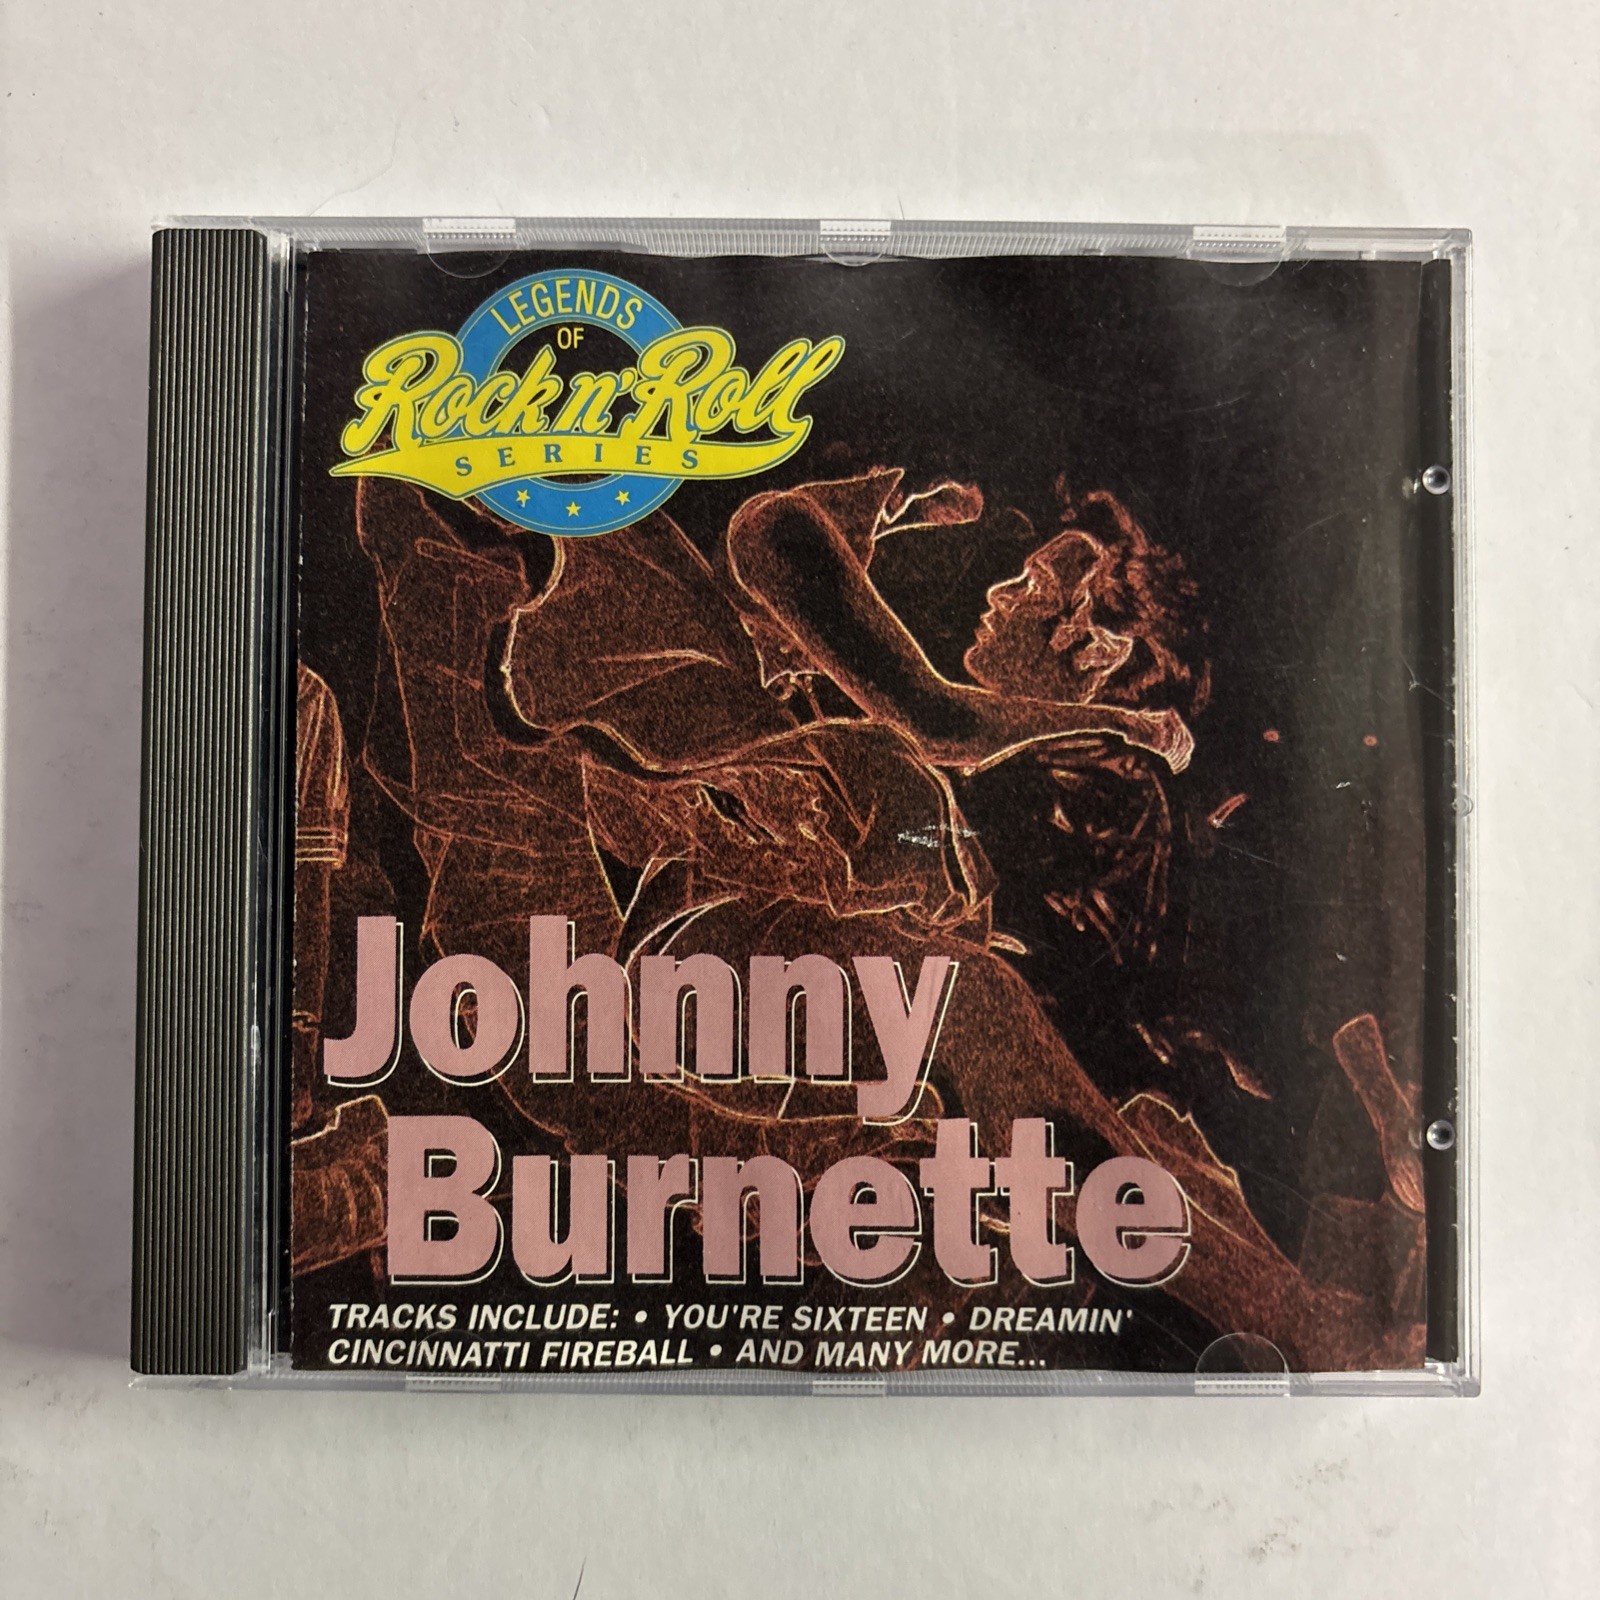 LEGENDS
OF
Rock n' Roll
SERIES
Johnny
Burnette
TRACKS INCLUDE: • YOU'RE SIXTEEN • DREAMIN'
CINCINNATTI FIREBALL • AND MANY MORE...